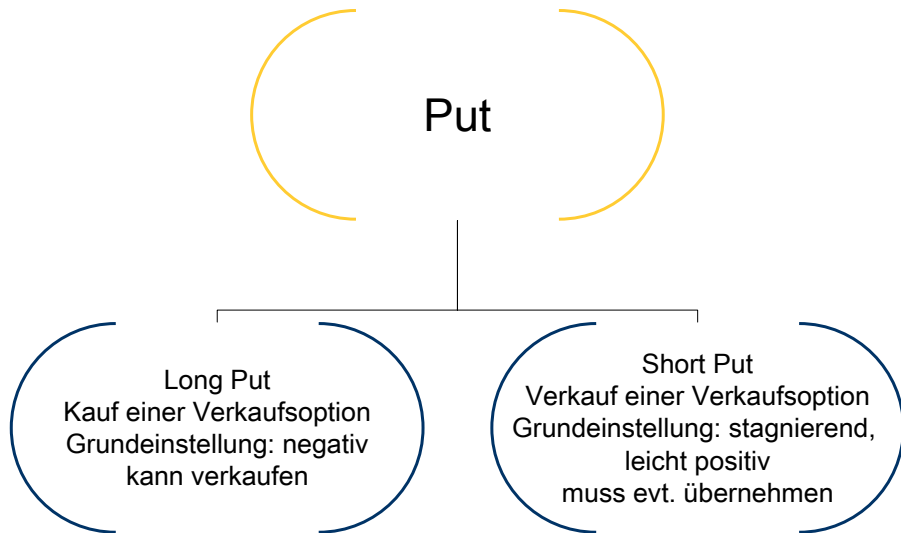 Put
Long Put
Kauf einer Verkaufsoption
Grundeinstellung: negativ
kann verkaufen
Short Put
Verkauf einer Verkaufsoption
Grundeinstellung: stagnierend,
leicht positiv
muss evt. übernehmen